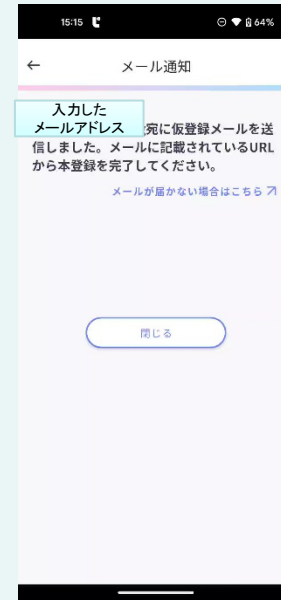 15:15
64%
メール通知
入力した
メールアドレス
宛に仮登録メールを送
信しました。メールに記載されているURL
から本登録を完了してください。
メールが届かない場合はこちら
閉じる